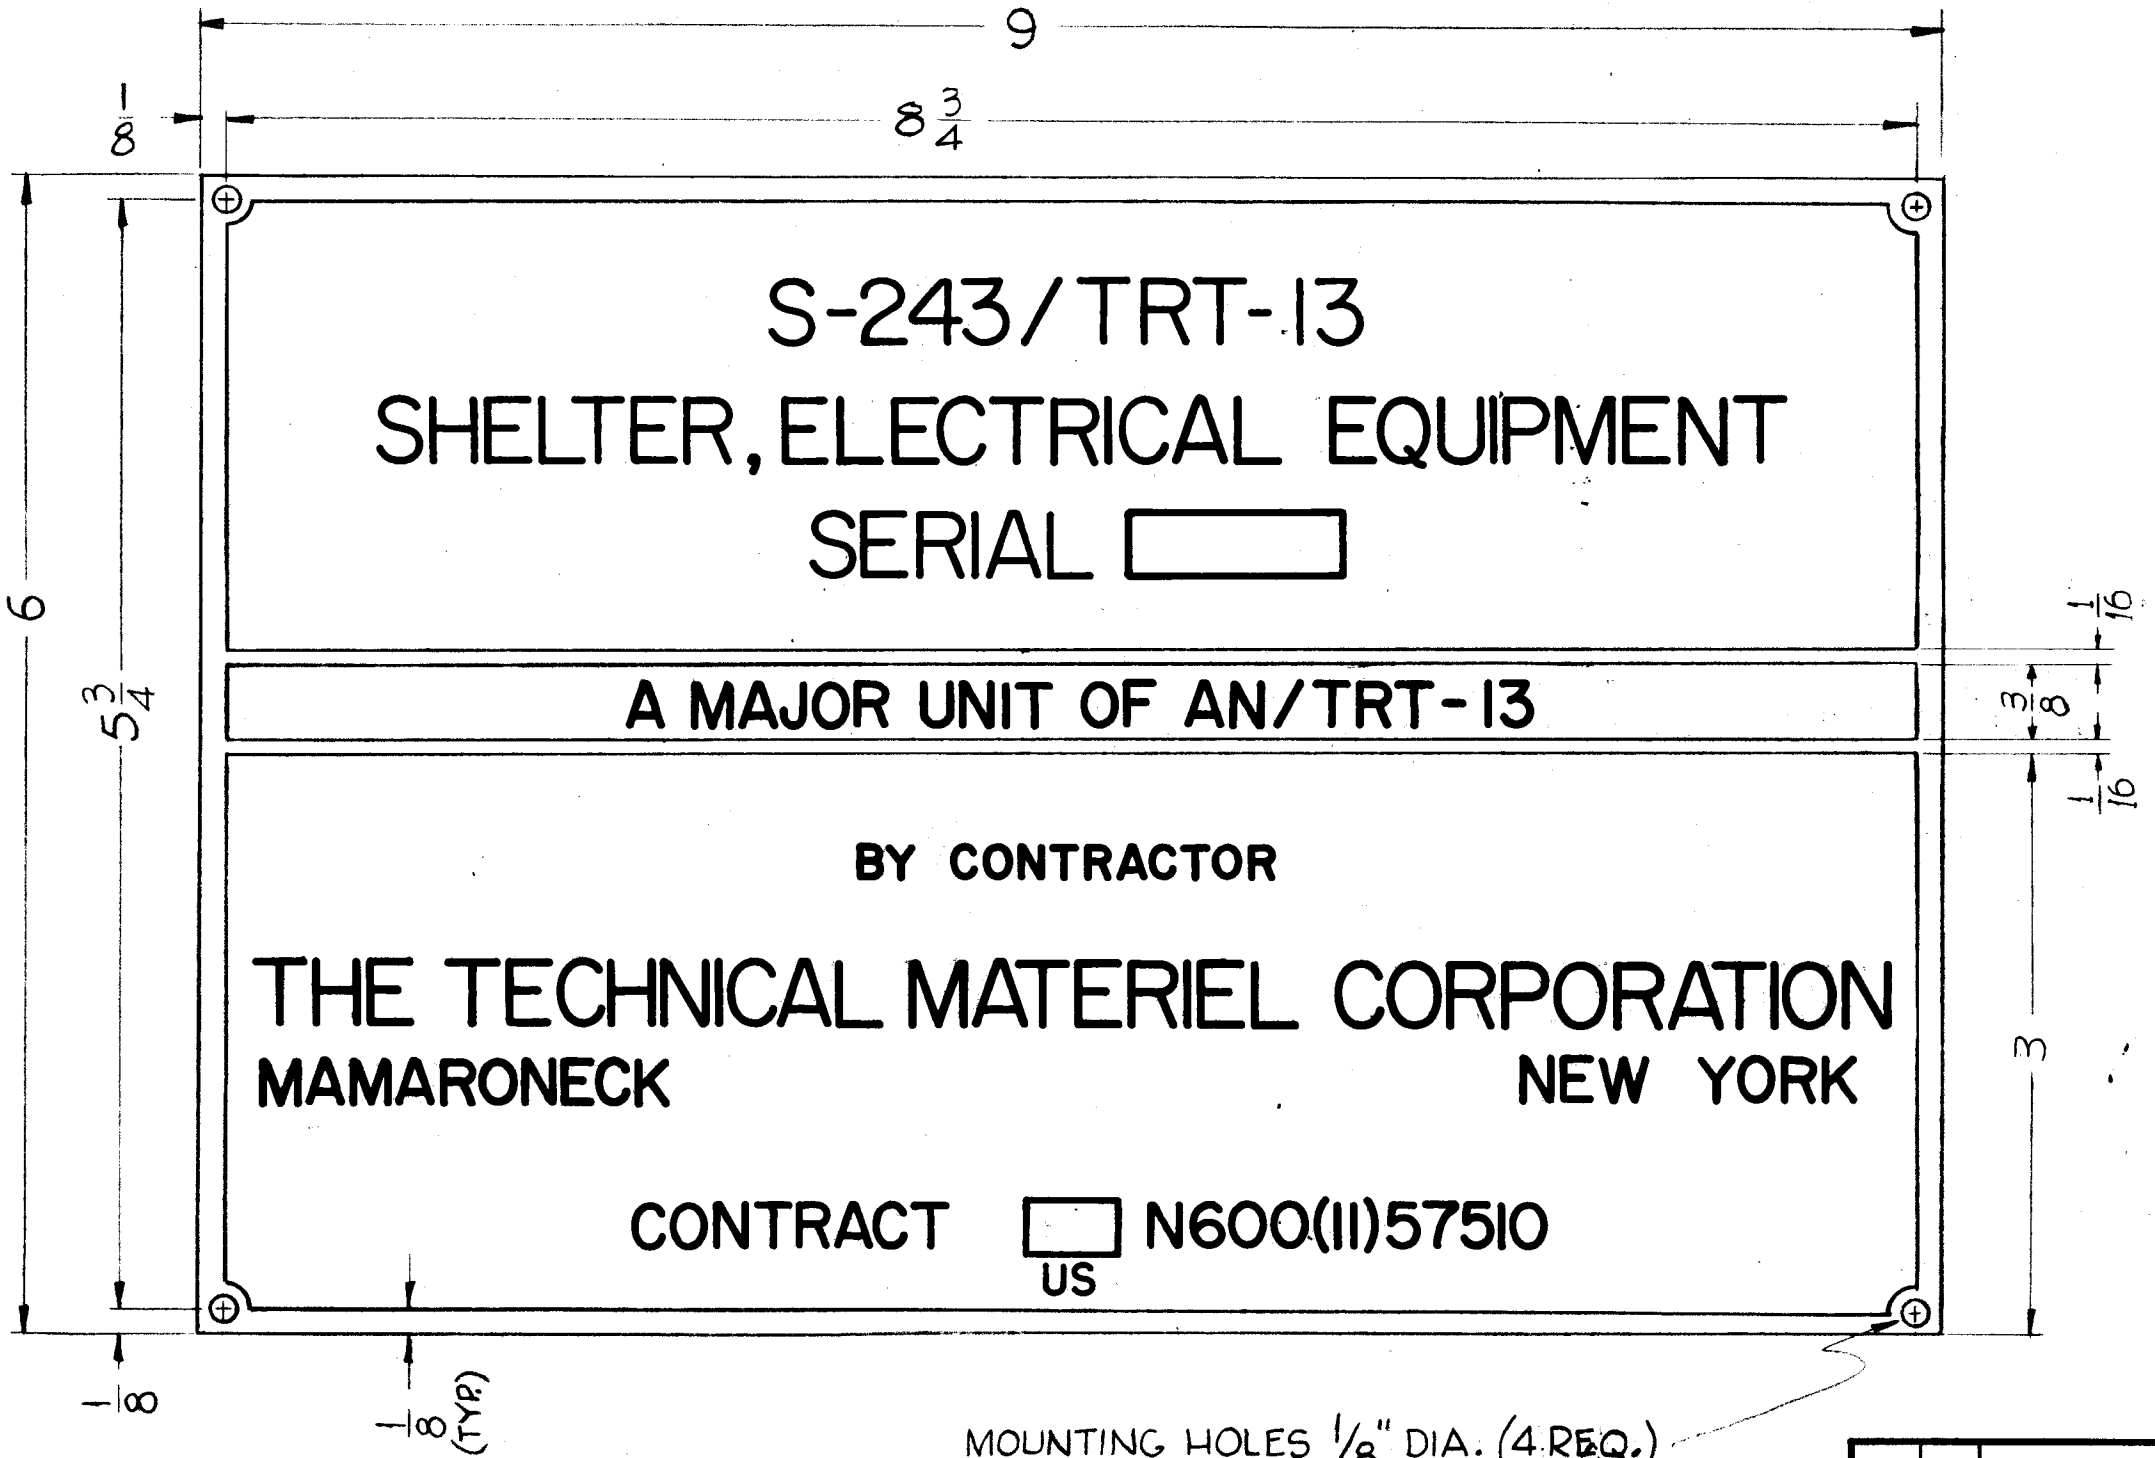 9
1/8
8 3/4
6
5 3/4
S-243/TRT-13
SHELTER, ELECTRICAL EQUIPMENT
SERIAL
1/16
A MAJOR UNIT OF AN/TRT-13
3/8
1/16
BY CONTRACTOR
THE TECHNICAL MATERIEL CORPORATION
MAMARONECK NEW YORK
3
CONTRACT N600(11)57510
US
1/8
1/8 (TYP.)
MOUNTING HOLES 1/8" DIA. (4 REQ.)